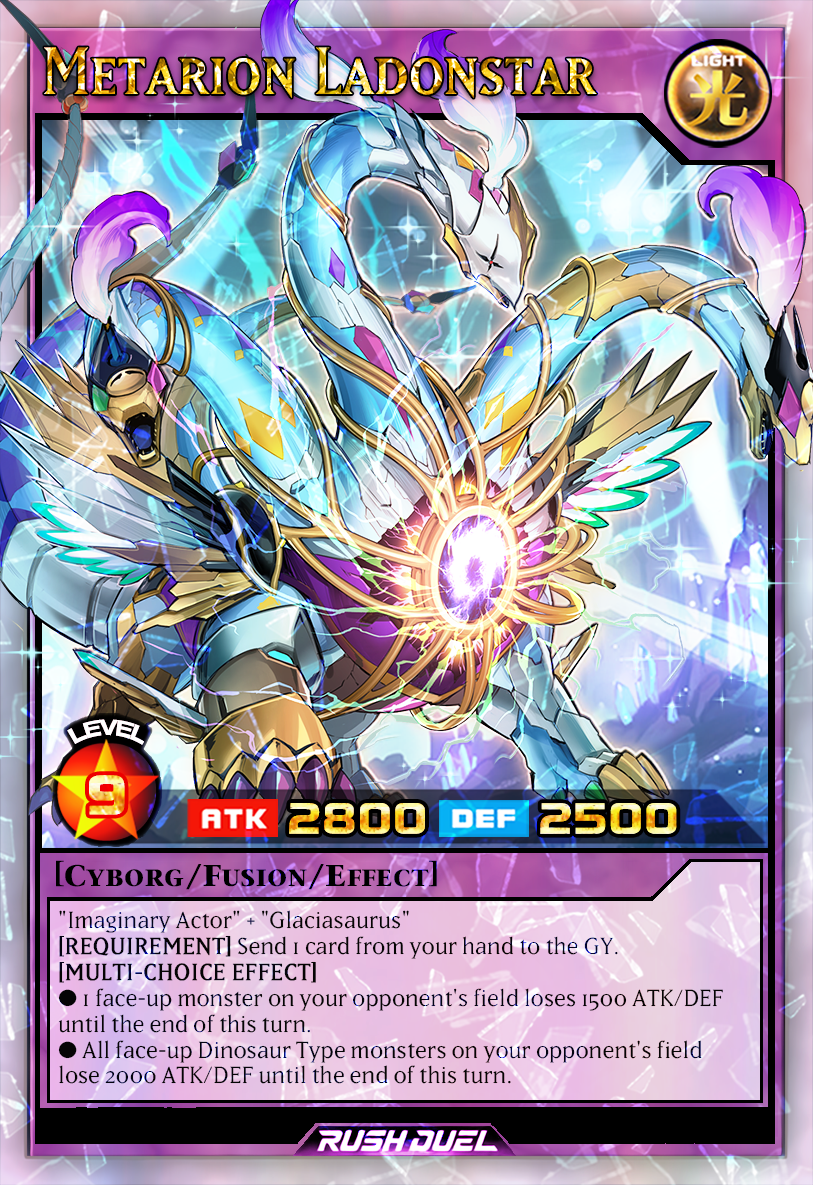 METARION LADONSTAR
LIGHT
光
LEVEL
9
ATK 2800 DEF 2500
[CYBORG/FUSION/EFFECT]
"Imaginary Actor" + "Glaciasaurus"
[REQUIREMENT] Send 1 card from your hand to the GY.
[MULTI-CHOICE EFFECT]
● 1 face-up monster on your opponent's field loses 1500 ATK/DEF
until the end of this turn.
● All face-up Dinosaur Type monsters on your opponent's field
lose 2000 ATK/DEF until the end of this turn.
RUSH DUEL